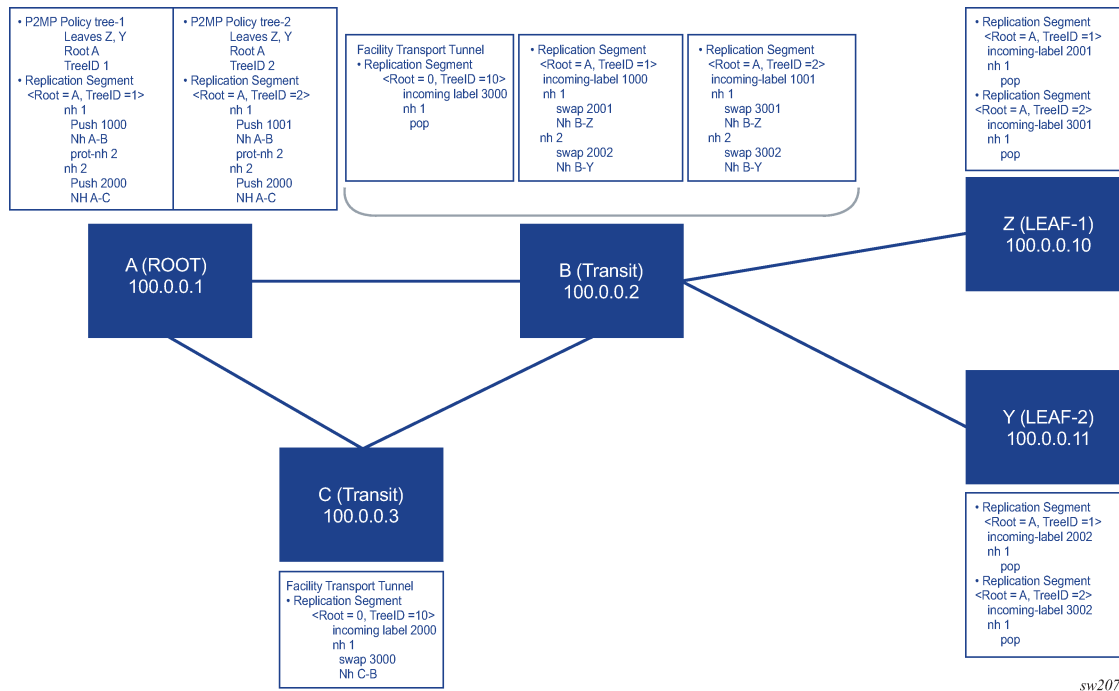 • P2MP Policy tree-1
Leaves Z, Y
Root A
TreeID 1
• Replication Segment
<Root = A, TreeID =1>
nh 1
Push 1000
Nh A-B
prot-nh 2
nh 2
Push 2000
NH A-C
• P2MP Policy tree-2
Leaves Z, Y
Root A
TreeID 2
• Replication Segment
<Root = A, TreeID =2>
nh 1
Push 1001
Nh A-B
prot-nh 2
nh 2
Push 2000
NH A-C
Facility Transport Tunnel
• Replication Segment
<Root = 0, TreeID =10>
incoming label 3000
nh 1
pop
• Replication Segment
<Root = A, TreeID =1>
incoming-label 1000
nh 1
swap 2001
Nh B-Z
nh 2
swap 2002
Nh B-Y
• Replication Segment
<Root = A, TreeID =2>
incoming-label 1001
nh 1
swap 3001
Nh B-Z
nh 2
swap 3002
Nh B-Y
• Replication Segment
<Root = A, TreeID =1>
incoming-label 2001
nh 1
pop
• Replication Segment
<Root = A, TreeID =2>
incoming-label 3001
nh 1
pop
A (ROOT)
100.0.0.1
B (Transit)
100.0.0.2
Z (LEAF-1)
100.0.0.10
Y (LEAF-2)
100.0.0.11
C (Transit)
100.0.0.3
• Replication Segment
<Root = A, TreeID =1>
incoming-label 2002
nh 1
pop
• Replication Segment
<Root = A, TreeID =2>
incoming-label 3002
nh 1
pop
Facility Transport Tunnel
• Replication Segment
<Root = 0, TreeID =10>
incoming label 2000
nh 1
swap 3000
Nh C-B
sw207